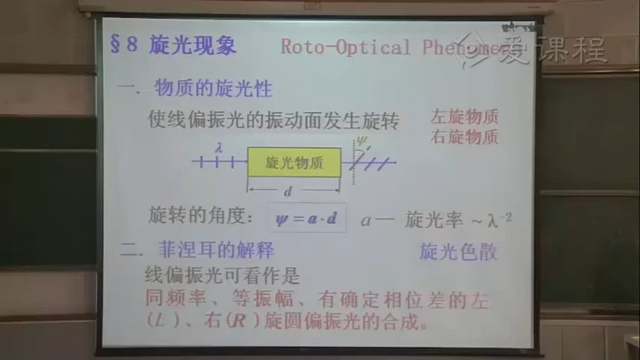 §8 旋光现象 Roto-Optical Phenomena
爱课程
一. 物质的旋光性
使线偏振光的振动面发生旋转
左旋物质
右旋物质
λ
旋光物质
ψ
d
旋转的角度: ψ = a·d a — 旋光率 ~ λ⁻²
二. 菲涅耳的解释 旋光色散
线偏振光可看作是
同频率、等振幅、有确定相位差的左
(L)、右(R)旋圆偏振光的合成。